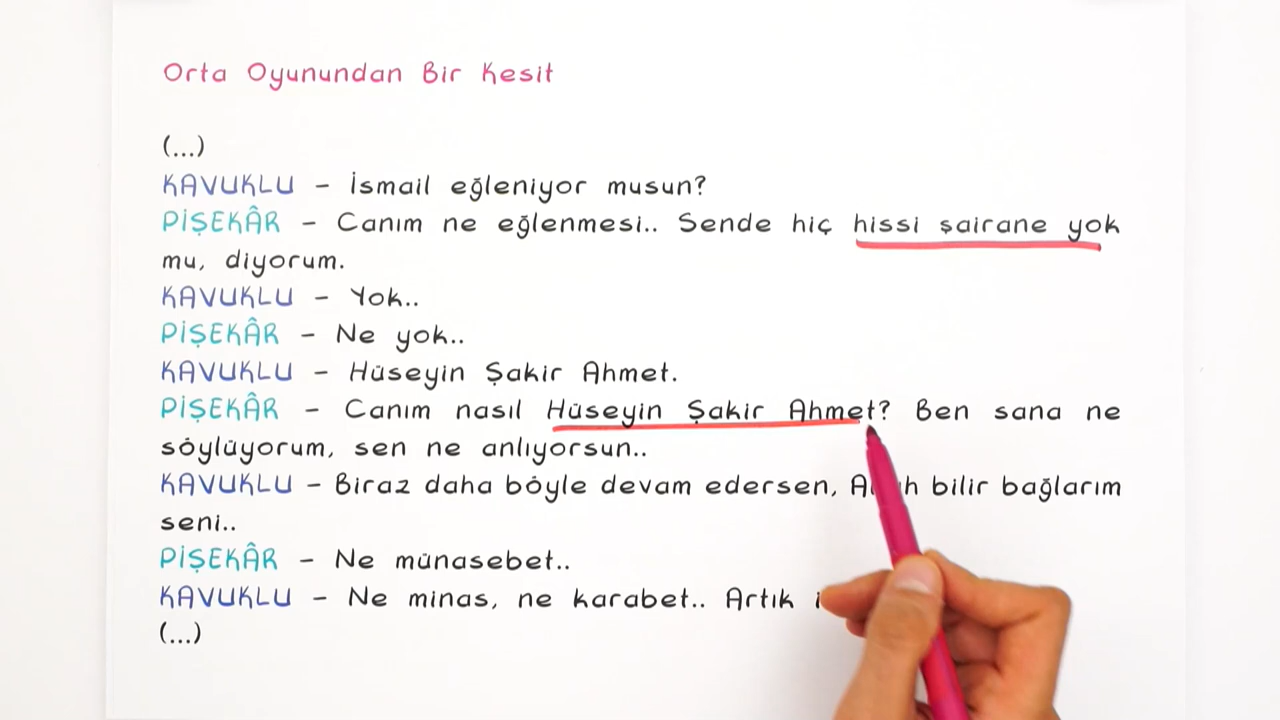 Orta Oyunundan Bir Kesit
(...)
KAVUKLU – İsmail eğleniyor musun?
PİŞEKÂR – Canım ne eğlenmesi.. Sende hiç hissi şairane yok
mu, diyorum.
KAVUKLU – Yok..
PİŞEKÂR – Ne yok..
KAVUKLU – Hüseyin Şakir Ahmet.
PİŞEKÂR – Canım nasıl Hüseyin Şakir Ahmet? Ben sana ne
söylüyorum, sen ne anlıyorsun..
KAVUKLU – Biraz daha böyle devam edersen, bilir bağlarım
seni..
PİŞEKÂR – Ne münasebet..
KAVUKLU – Ne minas, ne karabet.. Artık
(...)